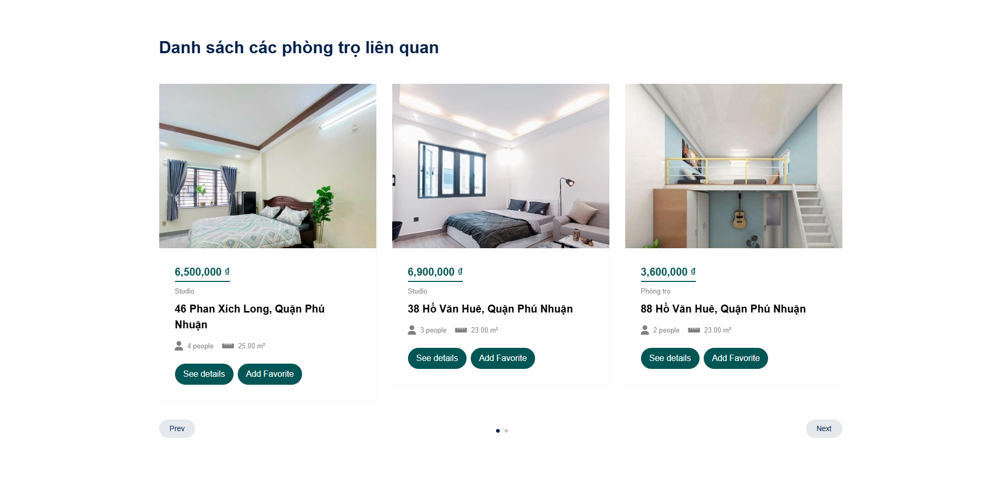 Danh sách các phòng trọ liên quan
6,500,000 ₫
Studio
46 Phan Xích Long, Quận Phú
Nhuận
4 people 25.00 m²
See details Add Favorite
6,900,000 ₫
Studio
38 Hồ Văn Huê, Quận Phú Nhuận
3 people 23.00 m²
See details Add Favorite
3,600,000 ₫
Phòng trọ
88 Hồ Văn Huê, Quận Phú Nhuận
2 people 23.00 m²
See details Add Favorite
Prev
Next